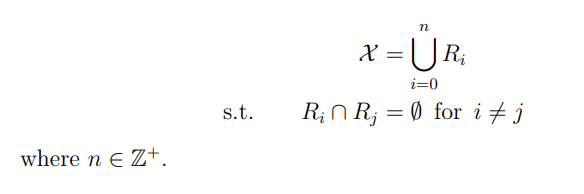 𝒳 = ⋃_{i=0}^{n} R_i
s.t. R_i ∩ R_j = ∅ for i ≠ j
where n ∈ ℤ⁺.